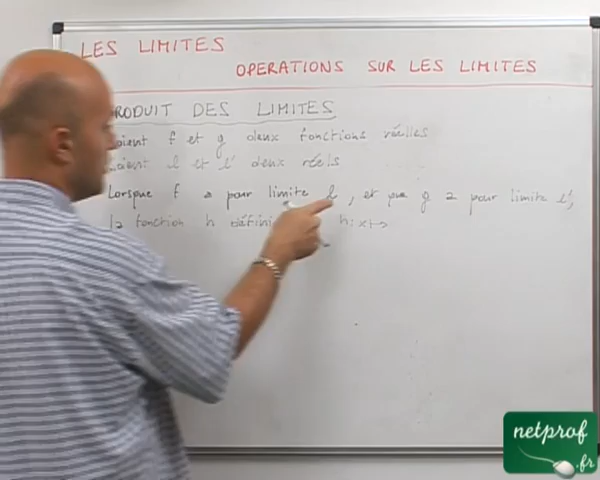 LES LIMITES
OPERATIONS SUR LES LIMITES
RODUIT DES LIMITES
oient f et g deux fonctions réelles
oient l et l' deux réels
Lorsque f a pour limite l, et que g a pour limite l',
la fonction h défini h: x↦
netprof
.fr